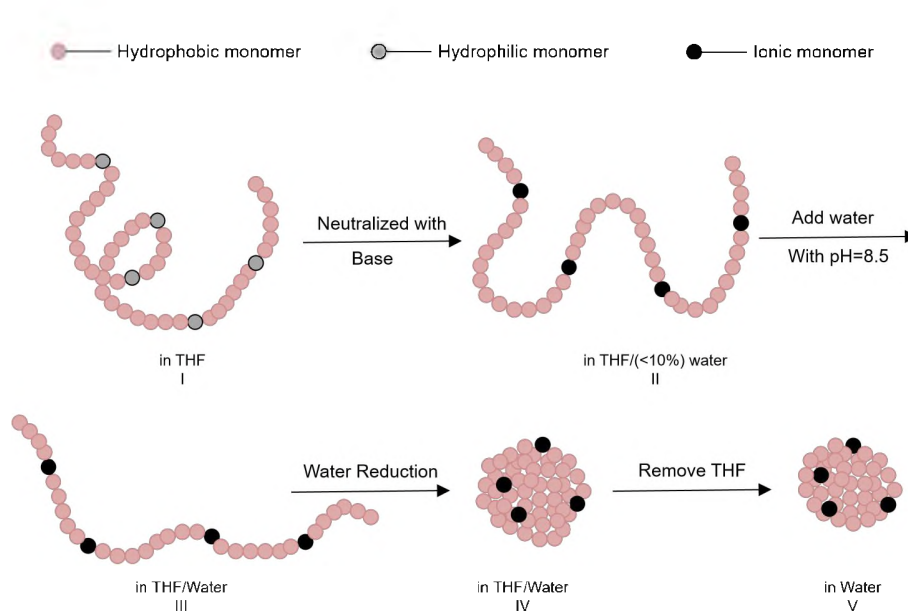 Hydrophobic monomer
Hydrophilic monomer
Ionic monomer
Neutralized with
Base
Add water
With pH=8.5
in THF
I
in THF/(<10%) water
II
Water Reduction
Remove THF
in THF/Water
III
in THF/Water
IV
in Water
V